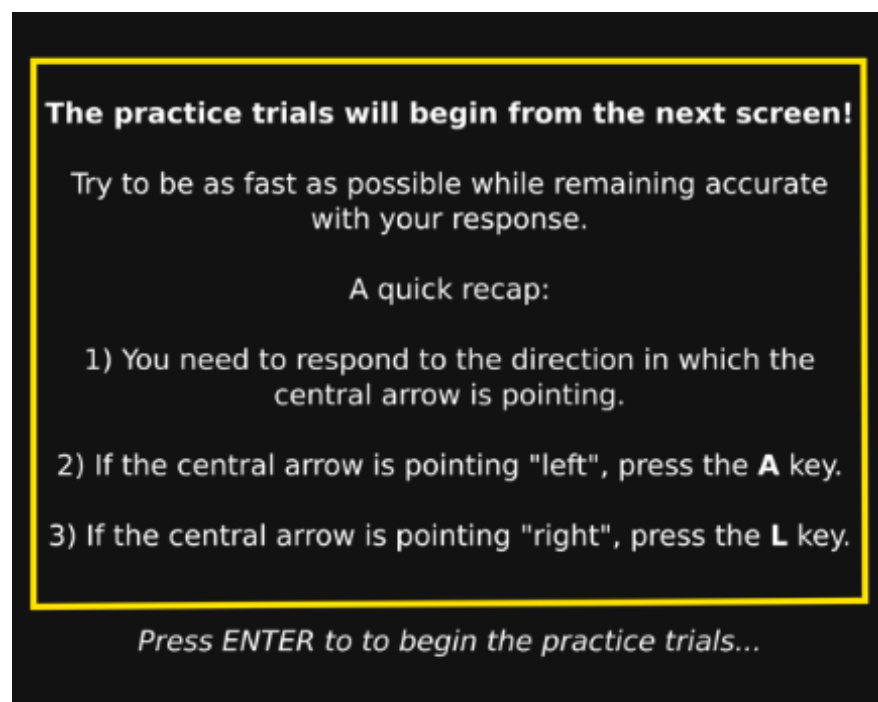 The practice trials will begin from the next screen!
Try to be as fast as possible while remaining accurate
with your response.
A quick recap:
1) You need to respond to the direction in which the
central arrow is pointing.
2) If the central arrow is pointing "left", press the A key.
3) If the central arrow is pointing "right", press the L key.
Press ENTER to to begin the practice trials...